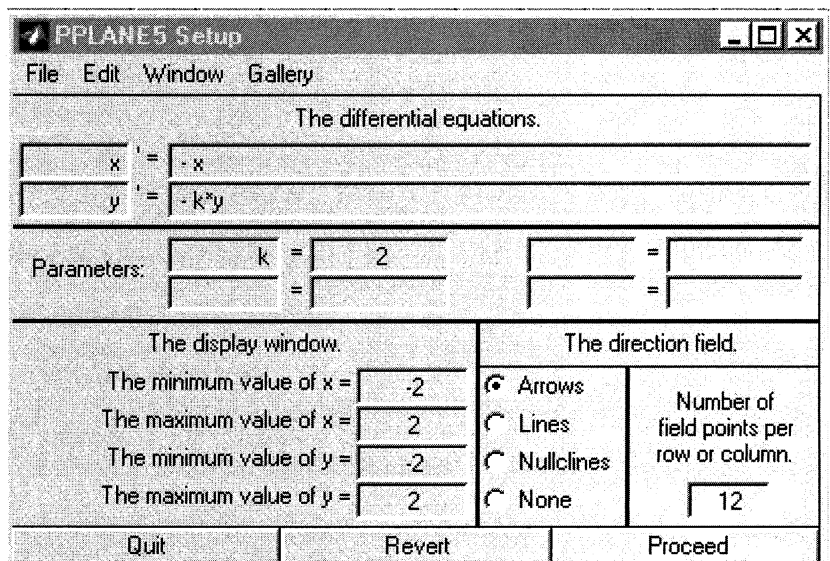 PPLANE5 Setup
File Edit Window Gallery
The differential equations.
x ' = - x
y ' = - k*y
Parameters: k = 2 =
= =
The display window.
The minimum value of x = -2
The maximum value of x = 2
The minimum value of y = -2
The maximum value of y = 2
The direction field.
Arrows
Lines
Nullclines
None
Number of
field points per
row or column.
12
Quit Revert Proceed